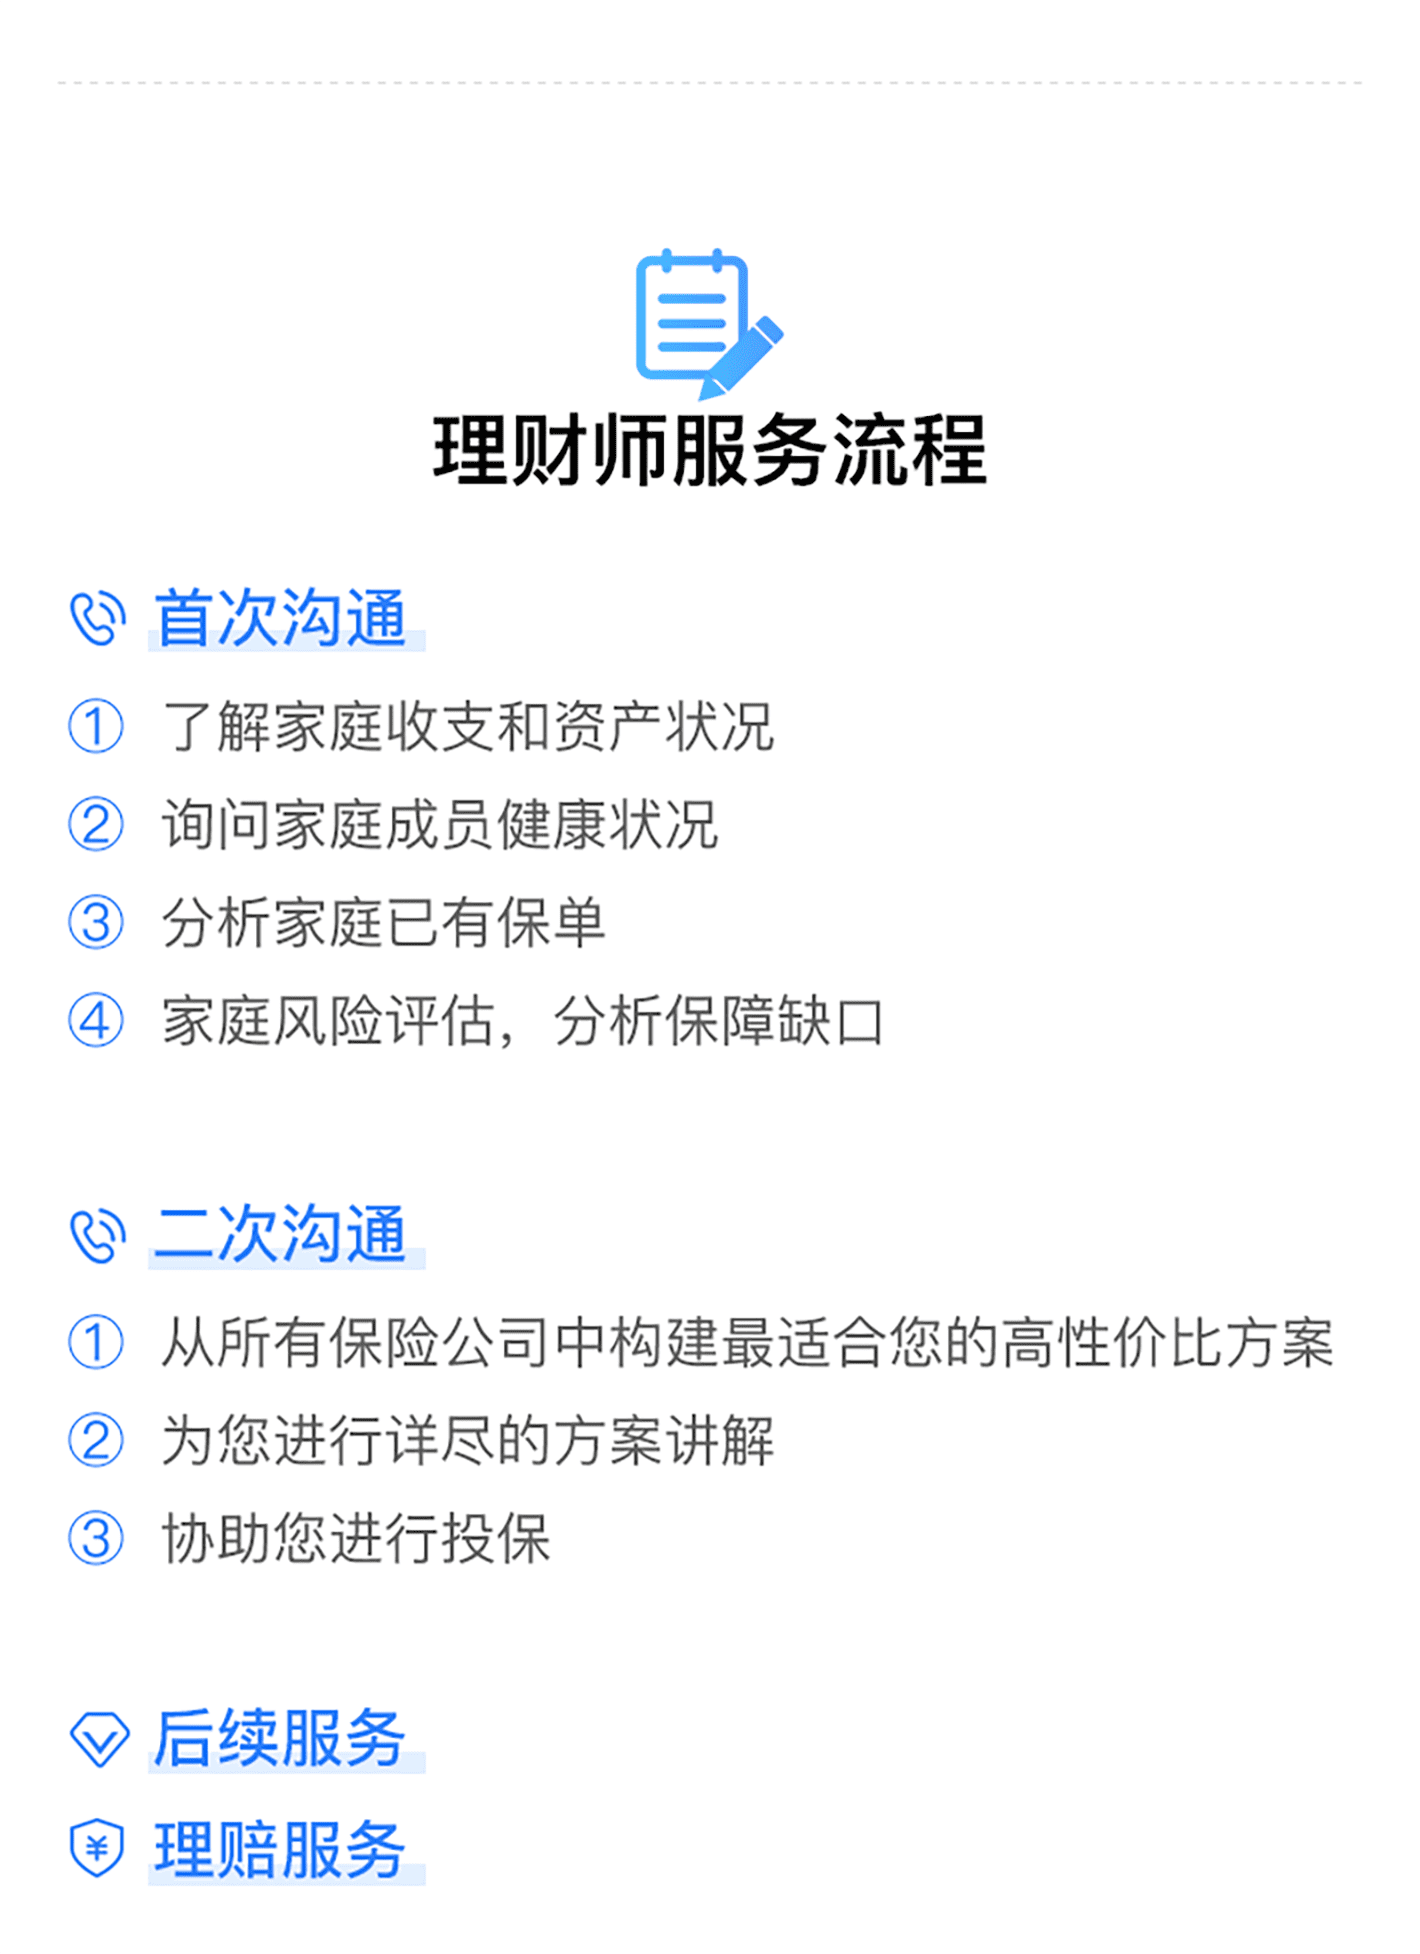 理财师服务流程
首次沟通
① 了解家庭收支和资产状况
② 询问家庭成员健康状况
③ 分析家庭已有保单
④ 家庭风险评估，分析保障缺口
二次沟通
① 从所有保险公司中构建最适合您的高性价比方案
② 为您进行详尽的方案讲解
③ 协助您进行投保
后续服务
¥ 理赔服务